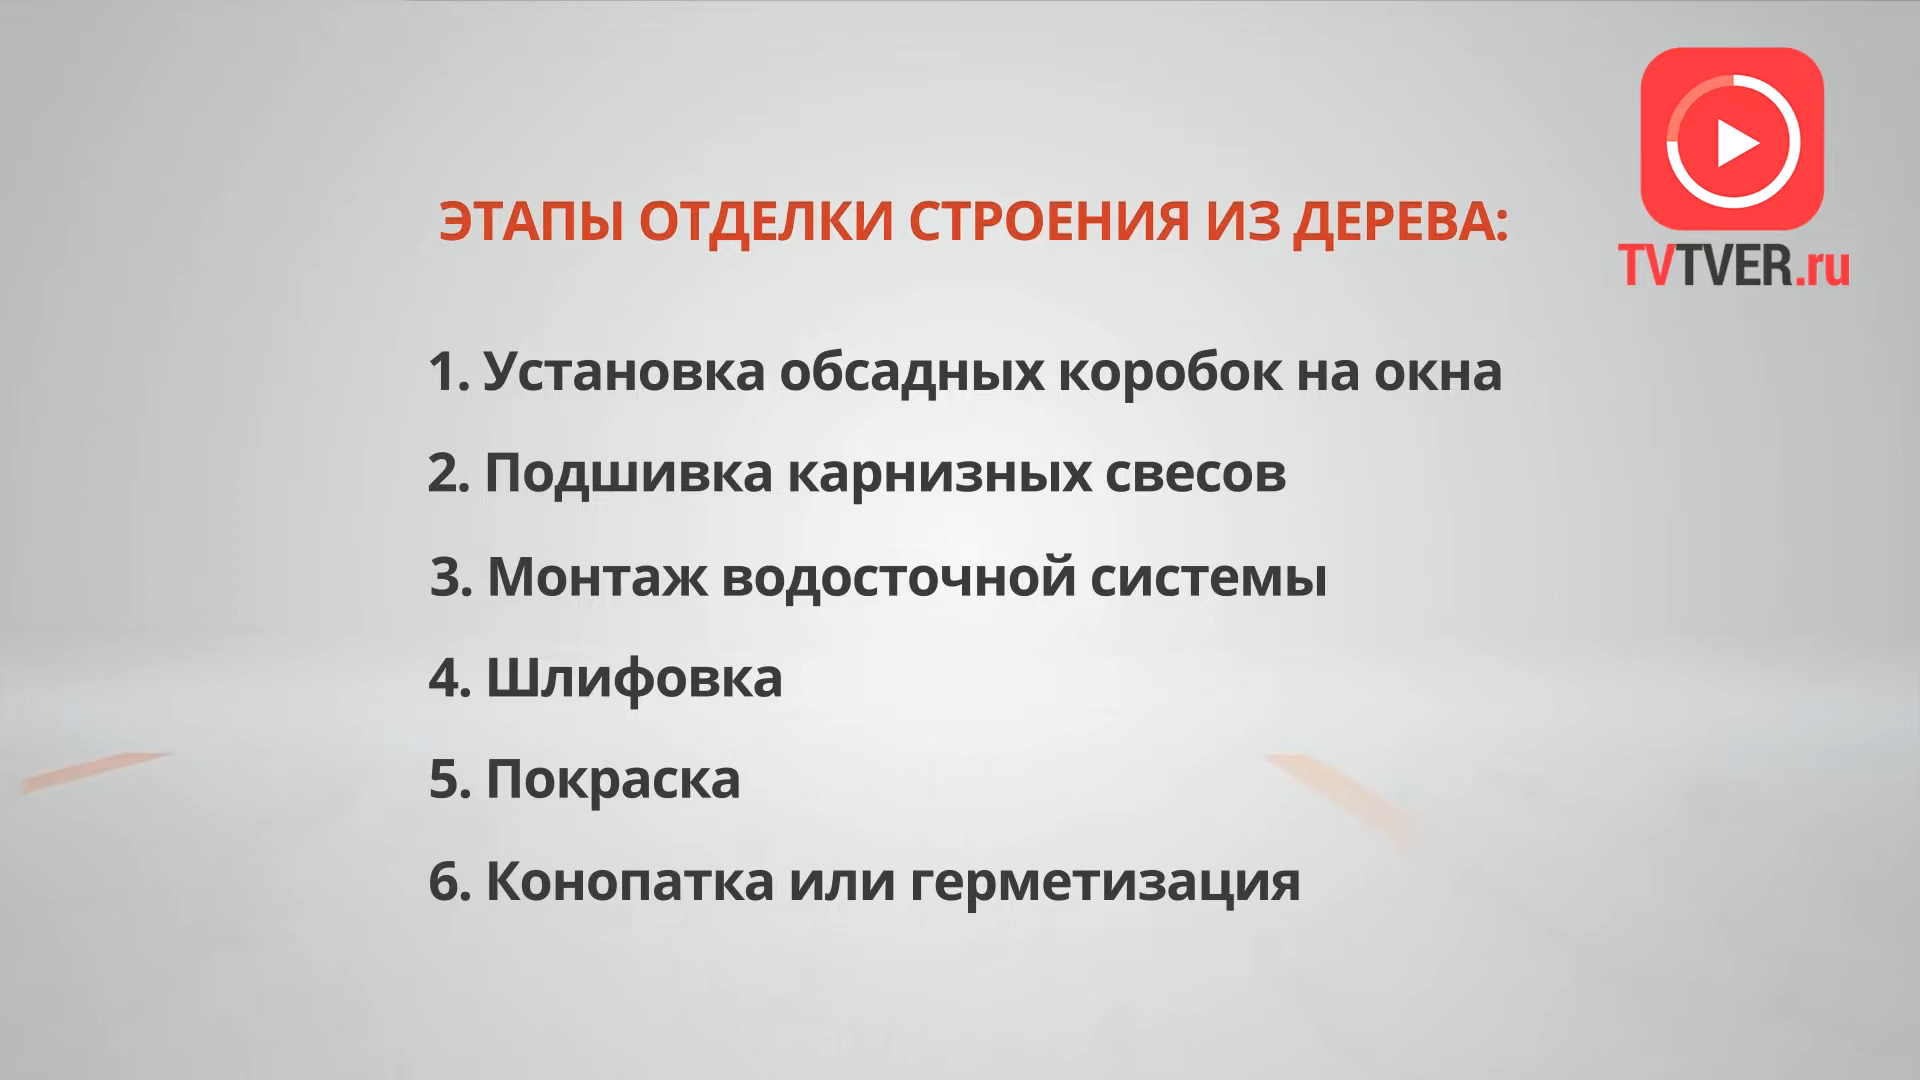 ЭТАПЫ ОТДЕЛКИ СТРОЕНИЯ ИЗ ДЕРЕВА:
TVTVER.ru
1. Установка обсадных коробок на окна
2. Подшивка карнизных свесов
3. Монтаж водосточной системы
4. Шлифовка
5. Покраска
6. Конопатка или герметизация